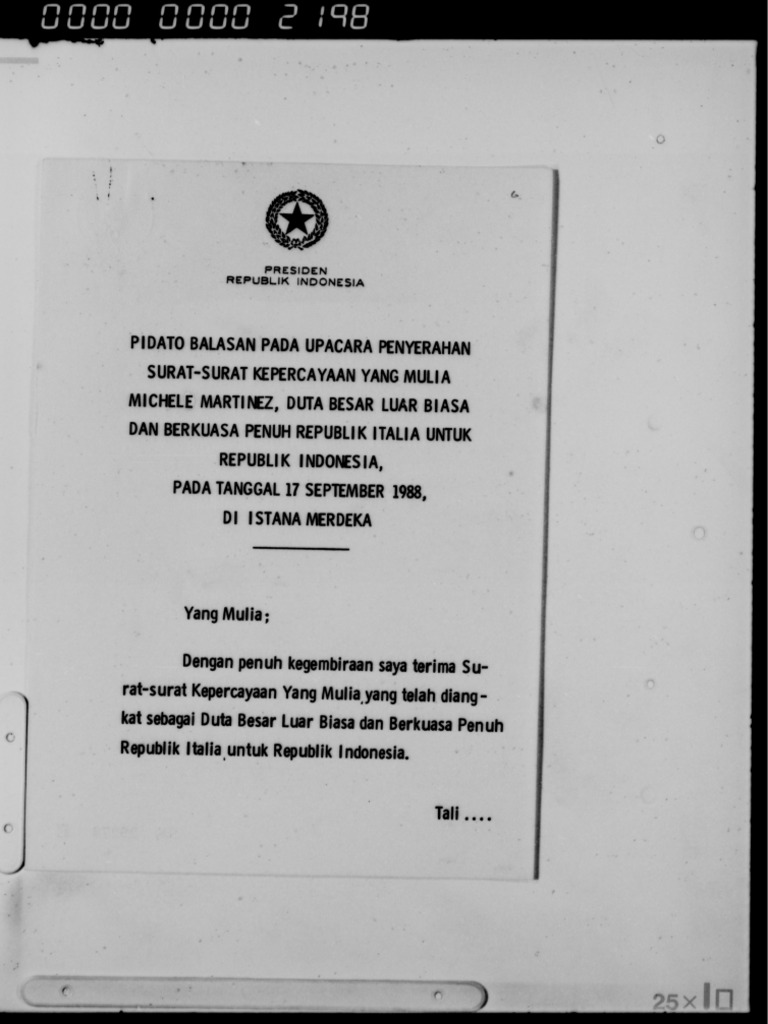 0000 0000 2198
PRESIDEN
REPUBLIK INDONESIA
PIDATO BALASAN PADA UPACARA PENYERAHAN
SURAT-SURAT KEPERCAYAAN YANG MULIA
MICHELE MARTINEZ, DUTA BESAR LUAR BIASA
DAN BERKUASA PENUH REPUBLIK ITALIA UNTUK
REPUBLIK INDONESIA,
PADA TANGGAL 17 SEPTEMBER 1988,
DI ISTANA MERDEKA
Yang Mulia;
Dengan penuh kegembiraan saya terima Su-
rat-surat Kepercayaan Yang Mulia,yang telah diang-
kat sebagai Duta Besar Luar Biasa dan Berkuasa Penuh
Republik Italia,untuk Republik Indonesia.
Tali ....
25×10